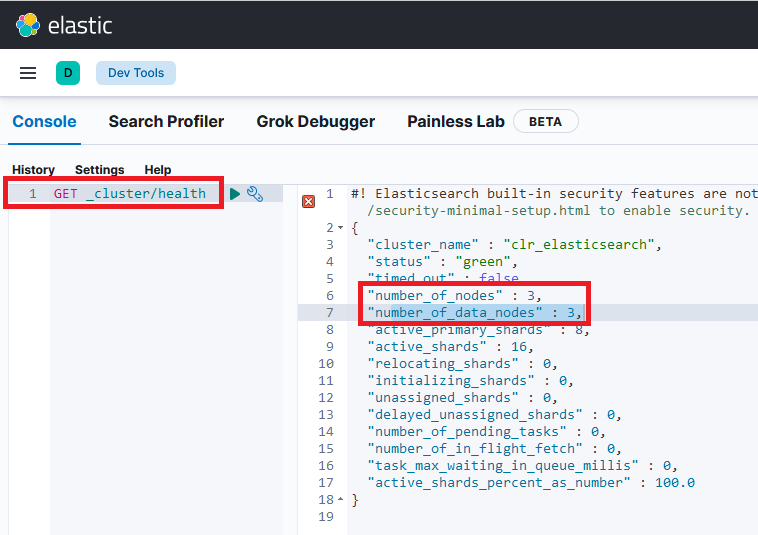 elastic
D Dev Tools
Console Search Profiler Grok Debugger Painless Lab BETA
History Settings Help
1 GET _cluster/health
1 #! Elasticsearch built-in security features are not
/security-minimal-setup.html to enable security.
2 {
3 "cluster_name" : "clr_elasticsearch",
4 "status" : "green",
5 "timed_out" : false,
6 "number_of_nodes" : 3,
7 "number_of_data_nodes" : 3,
8 "active_primary_shards" : 8,
9 "active_shards" : 16,
10 "relocating_shards" : 0,
11 "initializing_shards" : 0,
12 "unassigned_shards" : 0,
13 "delayed_unassigned_shards" : 0,
14 "number_of_pending_tasks" : 0,
15 "number_of_in_flight_fetch" : 0,
16 "task_max_waiting_in_queue_millis" : 0,
17 "active_shards_percent_as_number" : 100.0
18 }
19